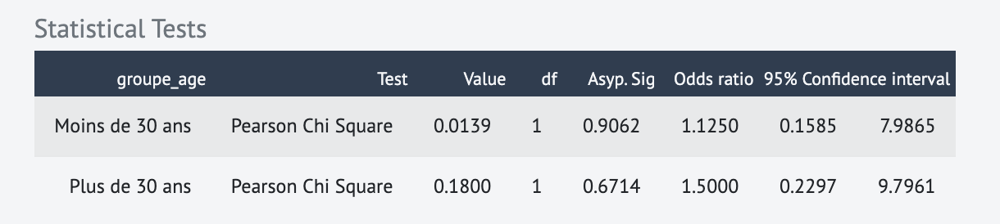 Statistical Tests
groupe_age Test Value df Asyp. Sig Odds ratio 95% Confidence interval
Moins de 30 ans Pearson Chi Square 0.0139 1 0.9062 1.1250 0.1585 7.9865
Plus de 30 ans Pearson Chi Square 0.1800 1 0.6714 1.5000 0.2297 9.7961